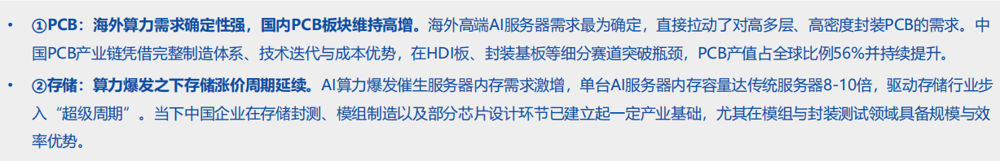 • ①PCB：海外算力需求确定性强，国内PCB板块维持高增。海外高端AI服务器需求最为确定，直接拉动了对高多层、高密度封装PCB的需求。中
国PCB产业链凭借完整制造体系、技术迭代与成本优势，在HDI板、封装基板等细分赛道突破瓶颈，PCB产值占全球比例56%并持续提升。
• ②存储：算力爆发之下存储涨价周期延续。AI算力爆发催生服务器内存需求激增，单台AI服务器内存容量达传统服务器8-10倍，驱动存储行业步
入“超级周期”。当下中国企业在存储封测、模组制造以及部分芯片设计环节已建立起一定产业基础，尤其在模组与封装测试领域具备规模与效
率优势。